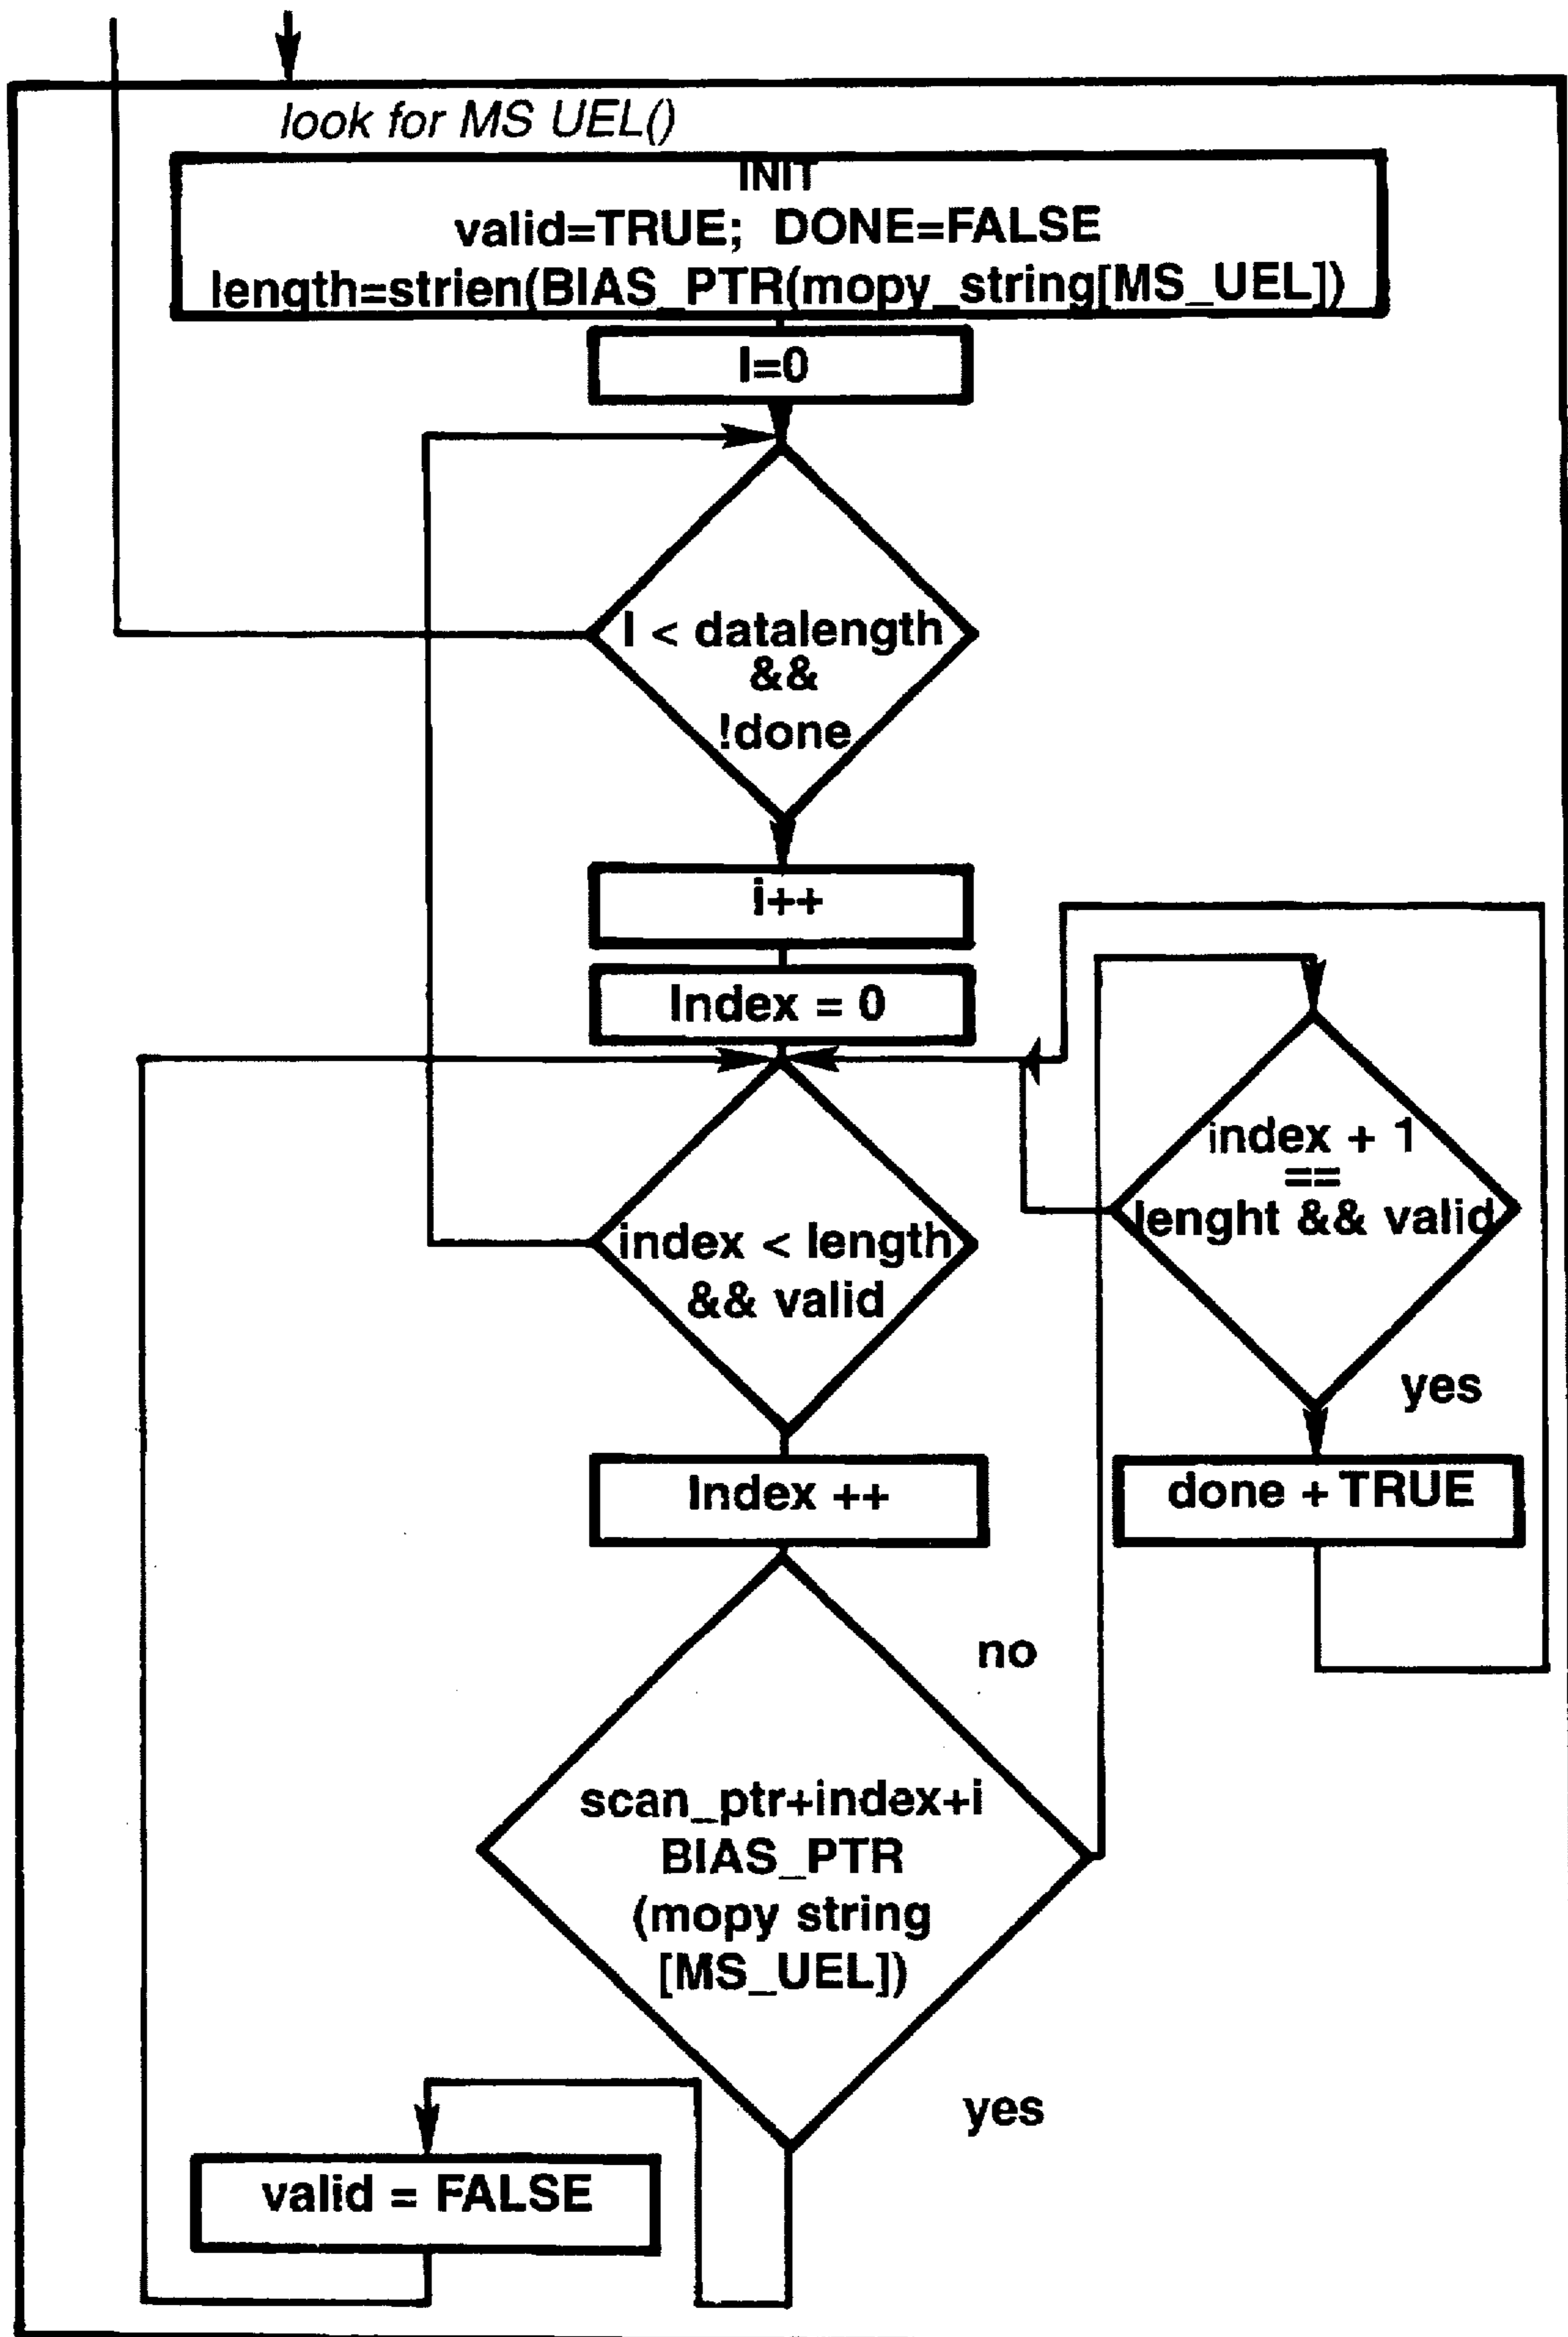 look for MS UEL()
INIT
valid=TRUE; DONE=FALSE
length=strien(BIAS_PTR(mopy_string[MS_UEL])
I=0
I < datalength
&&
!done
i++
Index = 0
index < length
&& valid
index + 1
==
lenght && valid
yes
Index ++
done + TRUE
no
scan_ptr+index+i
BIAS_PTR
(mopy string
[MS_UEL])
yes
valid = FALSE